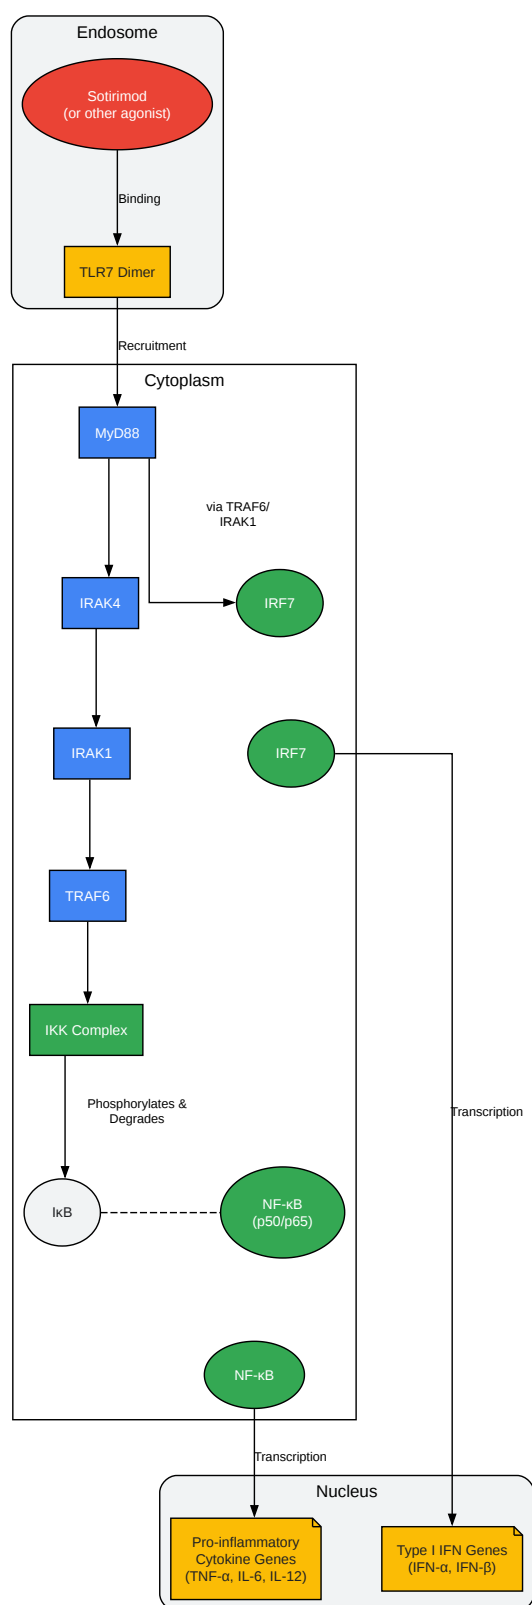 Endosome
Sotirimod
(or other agonist)
Binding
TLR7 Dimer
Recruitment
Cytoplasm
MyD88
via TRAF6/
IRAK1
IRAK4
IRF7
IRAK1
IRF7
TRAF6
IKK Complex
Phosphorylates &
Degrades
Transcription
IκB
NF-κB
(p50/p65)
NF-κB
Transcription
Nucleus
Pro-inflammatory
Cytokine Genes
(TNF-α, IL-6, IL-12)
Type I IFN Genes
(IFN-α, IFN-β)